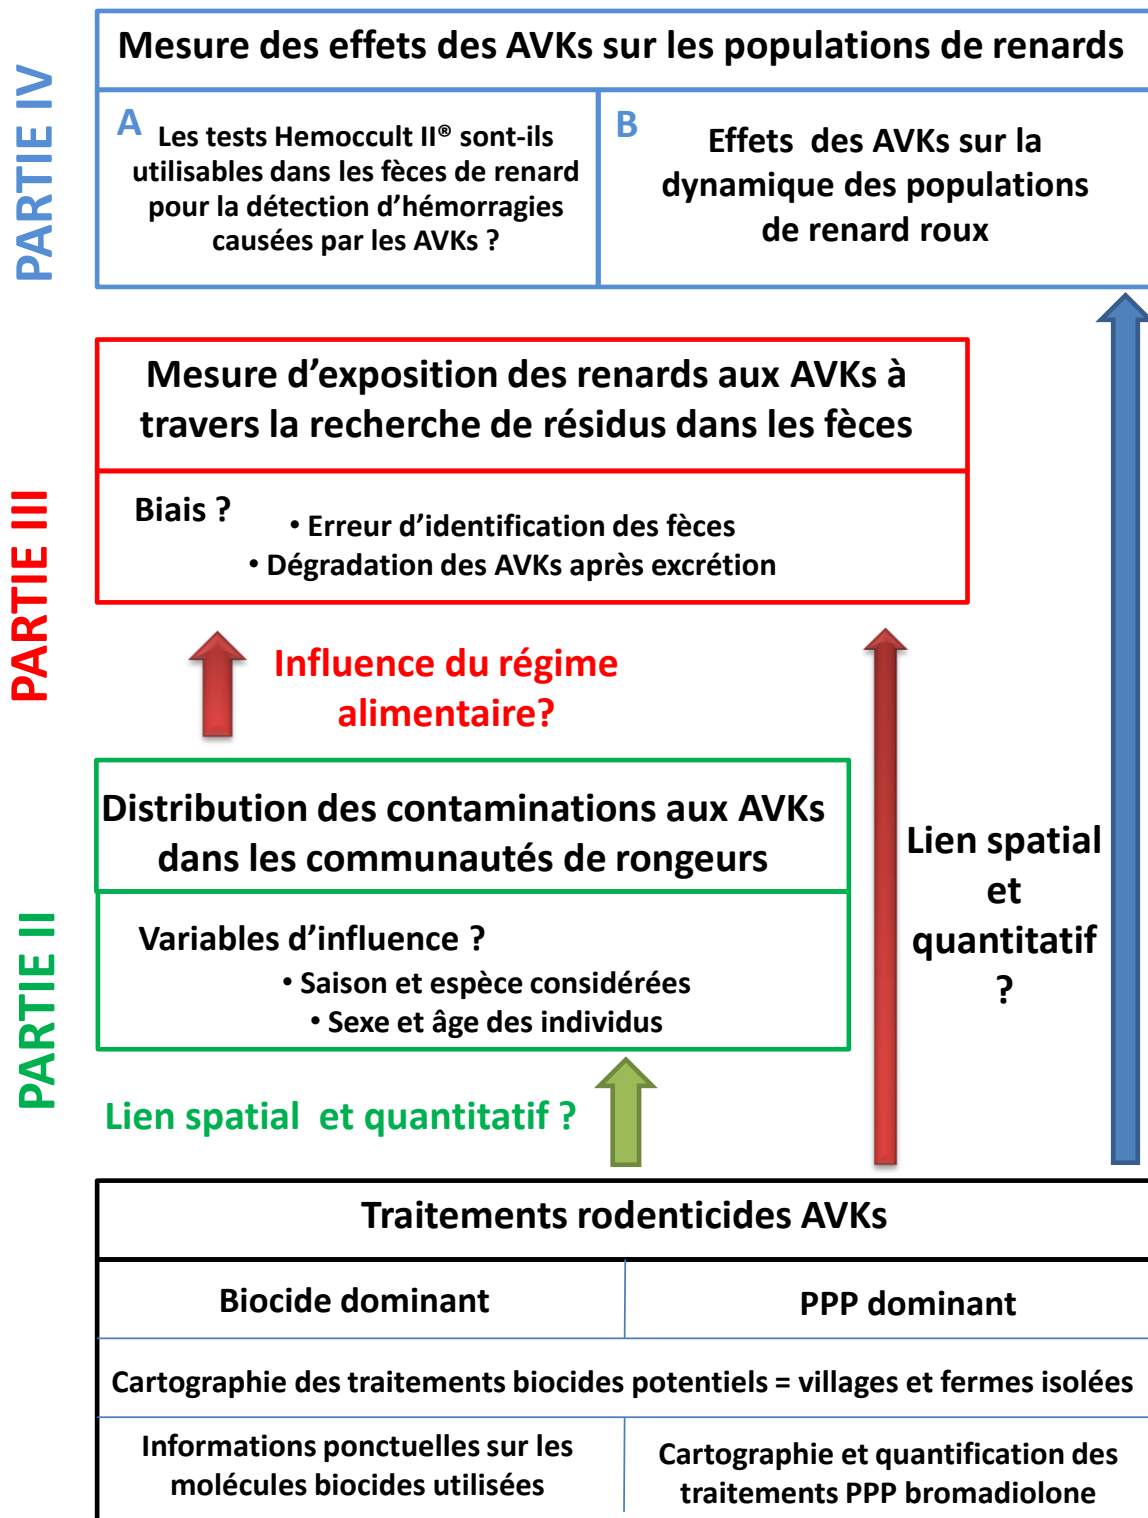 PARTIE IV
Mesure des effets des AVKs sur les populations de renards
A
Les tests Hemoccult II® sont-ils
utilisables dans les fèces de renard
pour la détection d’hémorragies
causées par les AVKs ?
B
Effets des AVKs sur la
dynamique des populations
de renard roux
PARTIE III
Mesure d’exposition des renards aux AVKs à
travers la recherche de résidus dans les fèces
Biais ?
• Erreur d’identification des fèces
• Dégradation des AVKs après excrétion
Influence du régime
alimentaire?
PARTIE II
Distribution des contaminations aux AVKs
dans les communautés de rongeurs
Variables d’influence ?
• Saison et espèce considérées
• Sexe et âge des individus
Lien spatial et quantitatif ?
Lien spatial
et
quantitatif
?
Traitements rodenticides AVKs
Biocide dominant
PPP dominant
Cartographie des traitements biocides potentiels = villages et fermes isolées
Informations ponctuelles sur les
molécules biocides utilisées
Cartographie et quantification des
traitements PPP bromadiolone